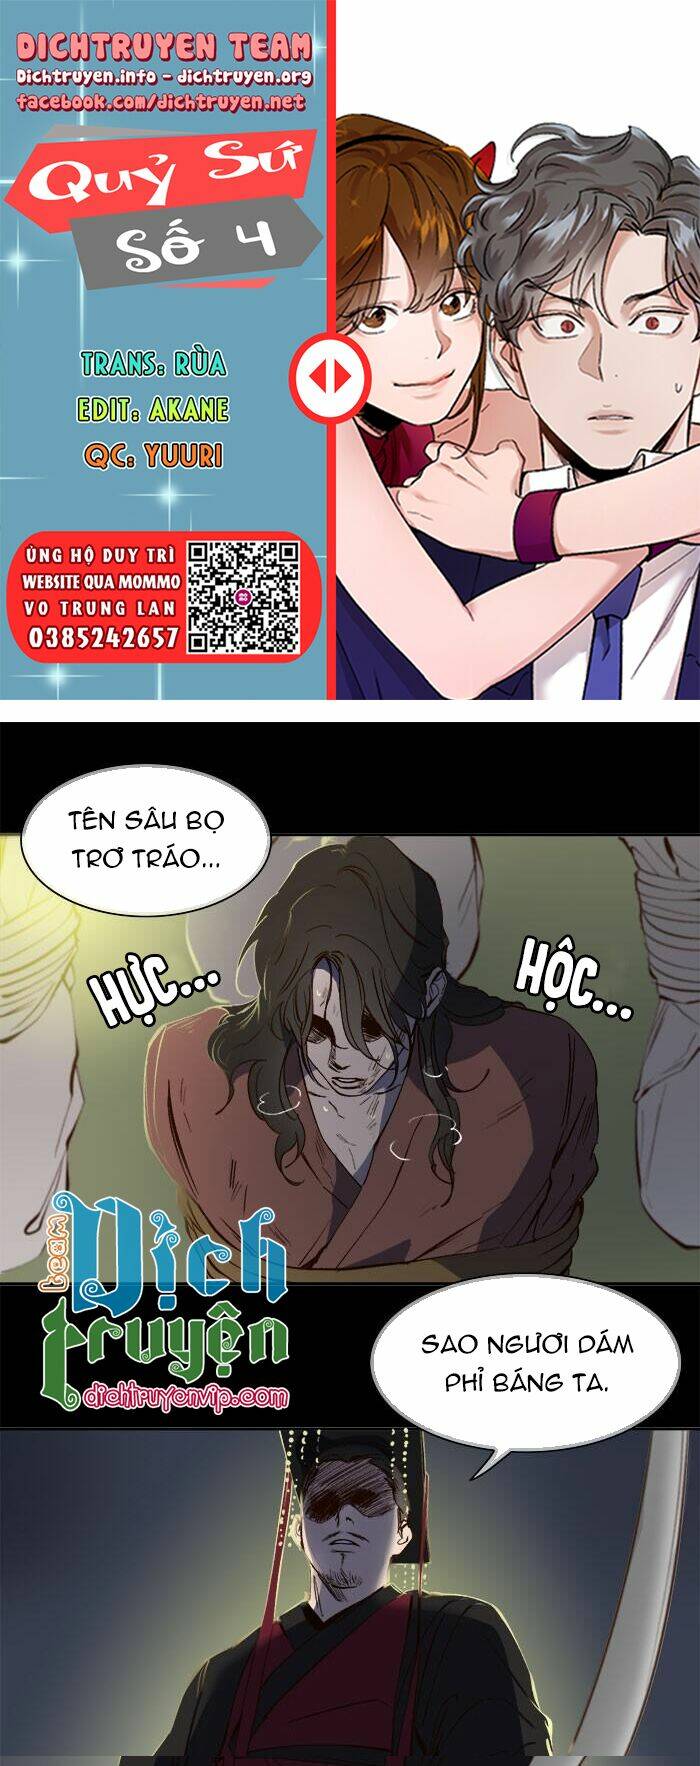 DICHTRUYEN TEAM
Dichtruyen.info - dichtruyen.org
facebook.com/dichtruyen.net
Quỷ Sứ
Số 4
TRANS: RÙA
EDIT: AKANE
QC: YUURI
ỦNG HỘ DUY TRÌ
WEBSITE QUA MOMMO
VO TRUNG LAN
0385242657
TÊN SÂU BỌ
TRƠ TRÁO...
HỰC...
HỘC...
team
Dịch
truyện
dichtruyenvip.com
SAO NGƯƠI DÁM
PHỈ BÁNG TA.